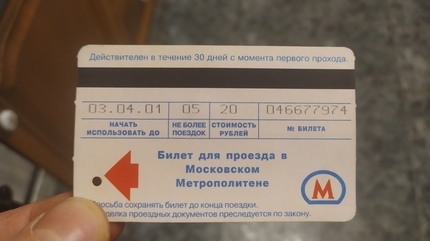 Действителен в течение 30 дней с момента первого прохода
03.04.01 05 20 046677974
НАЧАТЬ НЕ БОЛЕЕ СТОИМОСТЬ № БИЛЕТА
ИСПОЛЬЗОВАТЬ ДО ПОЕЗДОК РУБЛЕЙ
Билет для проезда в
Московском
Метрополитене
М
сохранять билет до конца поездки.
проездных документов преследуется по закону.